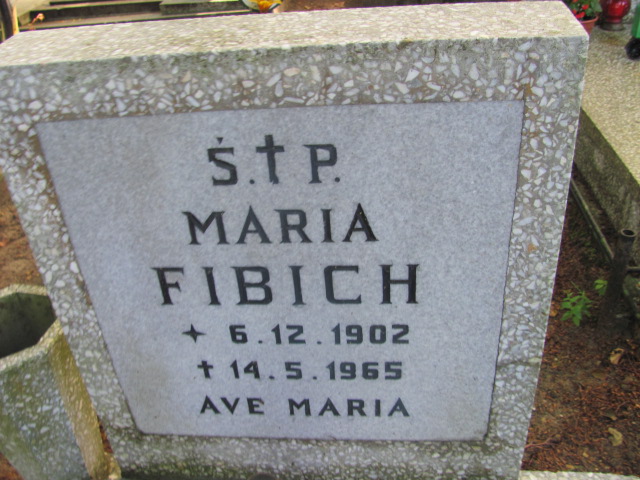 Ś.✝P.
MARIA
FIBICH
✦ 6.12.1902
✝ 14.5.1965
AVE MARIA